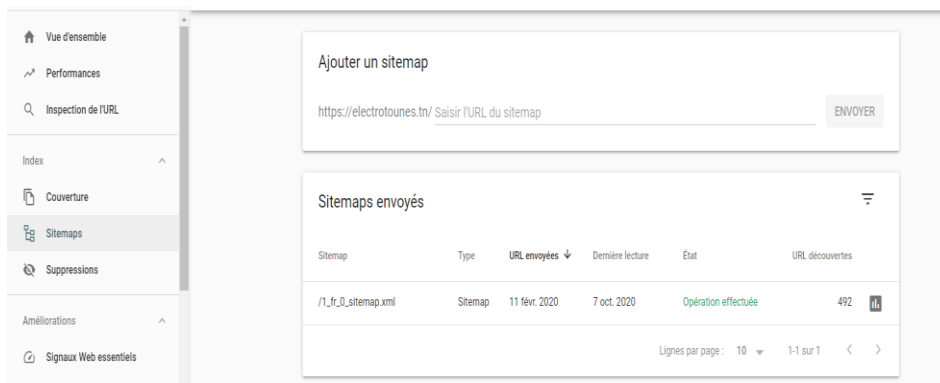 Vue d'ensemble
Performances
Inspection de l'URL
Index
Couverture
Sitemaps
Suppressions
Améliorations
Signaux Web essentiels
Ajouter un sitemap
https://electrotounes.tn/ Saisir l'URL du sitemap
ENVOYER
Sitemaps envoyés
Sitemap Type URL envoyées Dernière lecture État URL découvertes
/1_fr_0_sitemap.xml Sitemap 11 févr. 2020 7 oct. 2020 Opération effectuée 492
Lignes par page : 10 1-1 sur 1